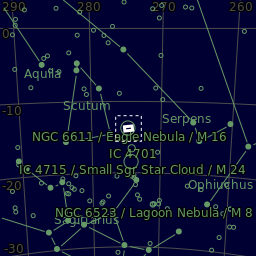 290 280 270 260
0
Aquila
-10
Scutum
Serpens
NGC 6611 / Eagle Nebula / M 16
IC 4701
IC 4715 / Small Sgr Star Cloud / M 24
-20
Ophiuchus
NGC 6523 / Lagoon Nebula / M 8
Sagittarius
-30